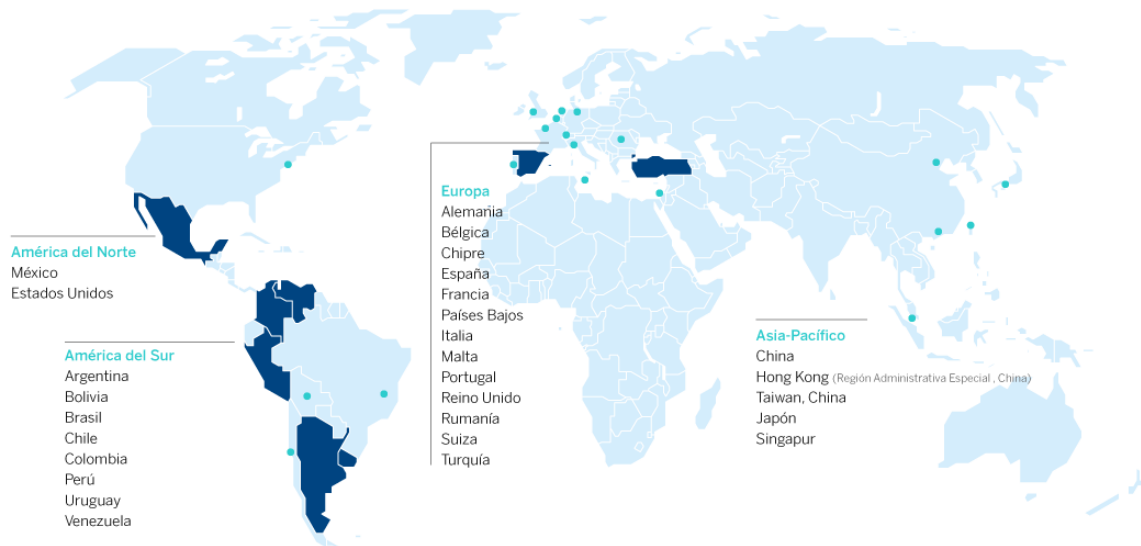 América del Norte
México
Estados Unidos
América del Sur
Argentina
Bolivia
Brasil
Chile
Colombia
Perú
Uruguay
Venezuela
Europa
Alemania
Bélgica
Chipre
España
Francia
Países Bajos
Italia
Malta
Portugal
Reino Unido
Rumanía
Suiza
Turquía
Asia-Pacífico
China
Hong Kong (Región Administrativa Especial , China)
Taiwan, China
Japón
Singapur